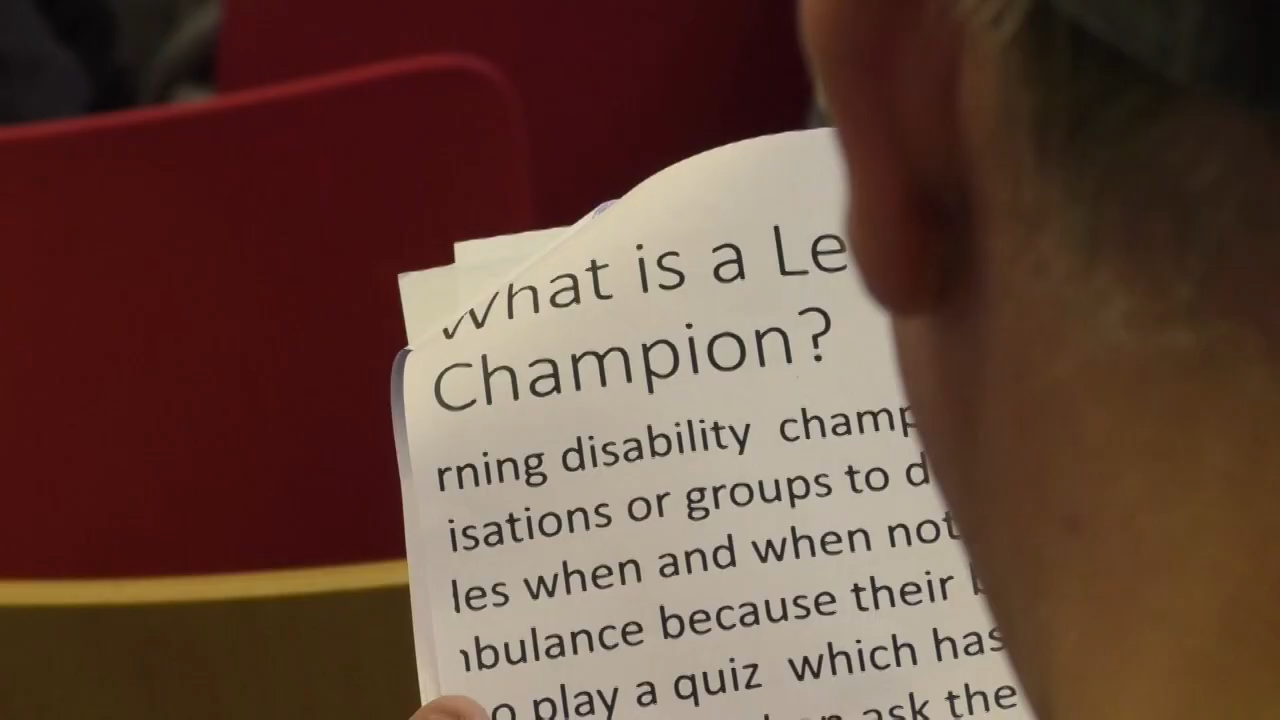 What is a Le
Champion?
rning disability champ
isations or groups to d
les when and when not
bulance because their
o play a quiz which has
ask the